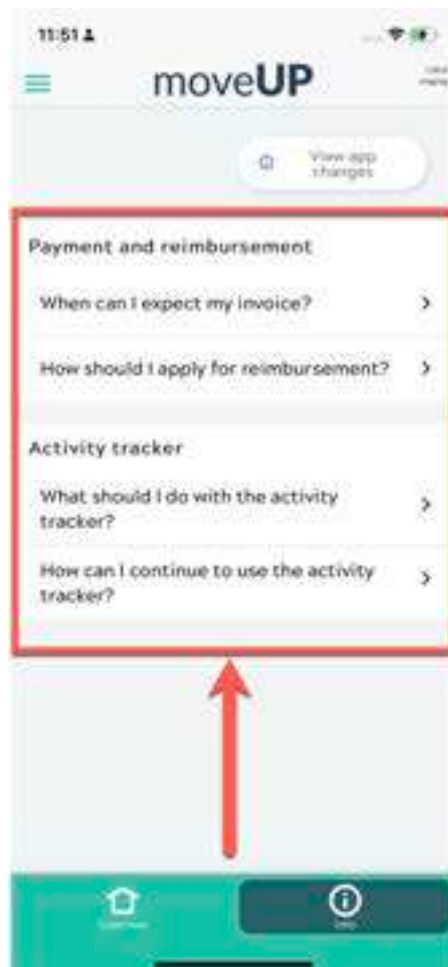 11:51
moveUP
View app
changes
Payment and reimbursement
When can I expect my invoice?
How should I apply for reimbursement?
Activity tracker
What should I do with the activity
tracker?
How can I continue to use the activity
tracker?